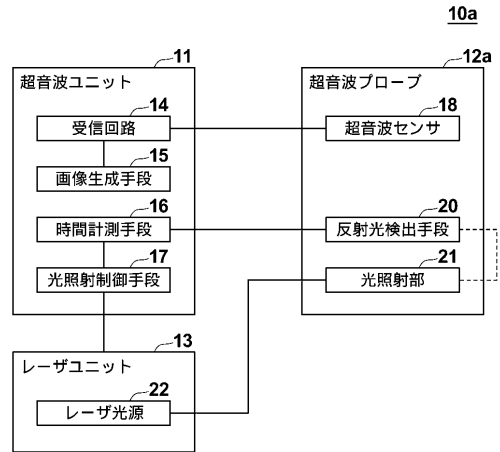 10a
11
超音波ユニット
14
受信回路
15
画像生成手段
16
時間計測手段
17
光照射制御手段
12a
超音波プローブ
18
超音波センサ
20
反射光検出手段
21
光照射部
13
レーザユニット
22
レーザ光源